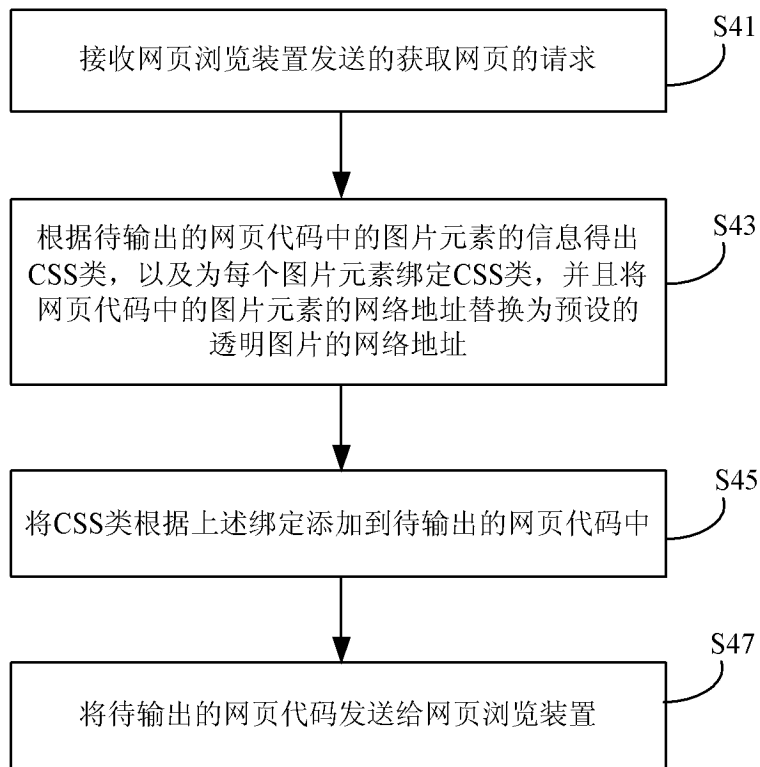 S41
接收网页浏览装置发送的获取网页的请求
S43
根据待输出的网页代码中的图片元素的信息得出
CSS类，以及为每个图片元素绑定CSS类，并且将
网页代码中的图片元素的网络地址替换为预设的
透明图片的网络地址
S45
将CSS类根据上述绑定添加到待输出的网页代码中
S47
将待输出的网页代码发送给网页浏览装置